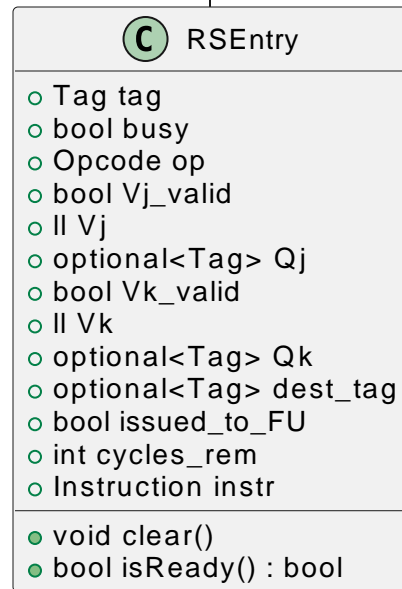 C RSEntry
Tag tag
bool busy
Opcode op
bool Vj_valid
ll Vj
optional<Tag> Qj
bool Vk_valid
ll Vk
optional<Tag> Qk
optional<Tag> dest_tag
bool issued_to_FU
int cycles_rem
Instruction instr
void clear()
bool isReady() : bool